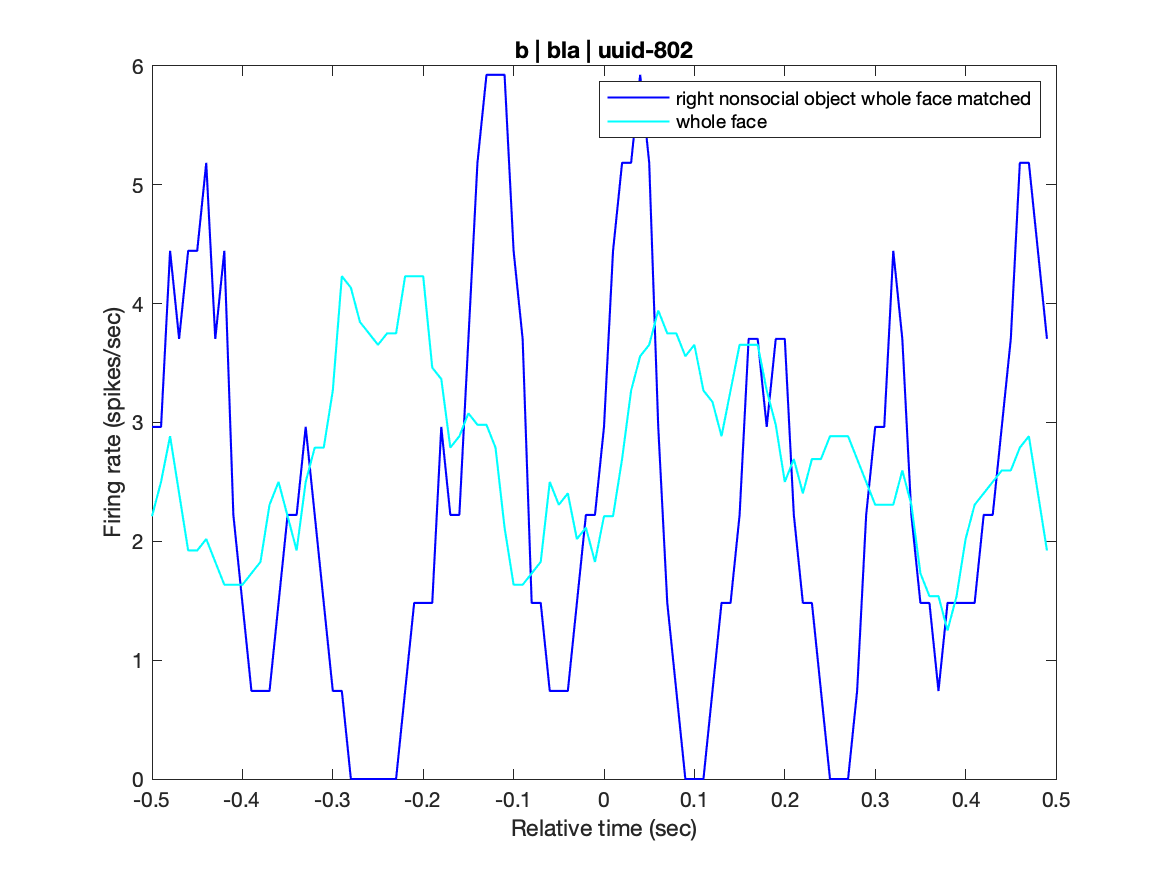 b | bla | uuid-802
right nonsocial object whole face matched
whole face
Firing rate (spikes/sec)
6
5
4
3
2
1
0
-0.5 -0.4 -0.3 -0.2 -0.1 0 0.1 0.2 0.3 0.4 0.5
Relative time (sec)